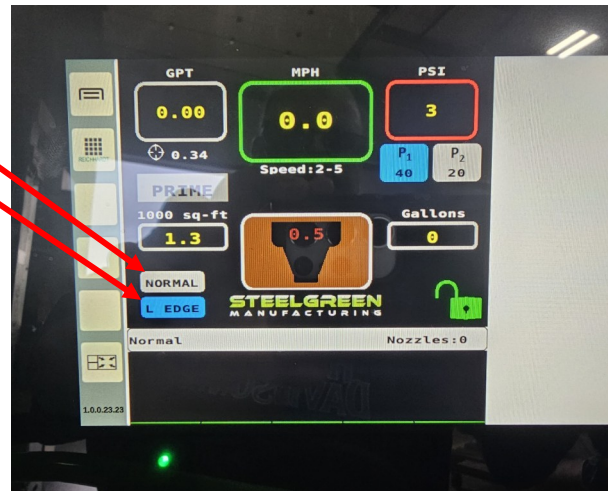 GPT MPH PSI
0.00 0.0 3
0.34 Speed:2-5 P1 40 P2 20
PRIME
1000 sq-ft 0.5 Gallons
1.3 0
NORMAL
L EDGE STEELGREEN
MANUFACTURING
Normal Nozzles:0
1.0.0.23.23